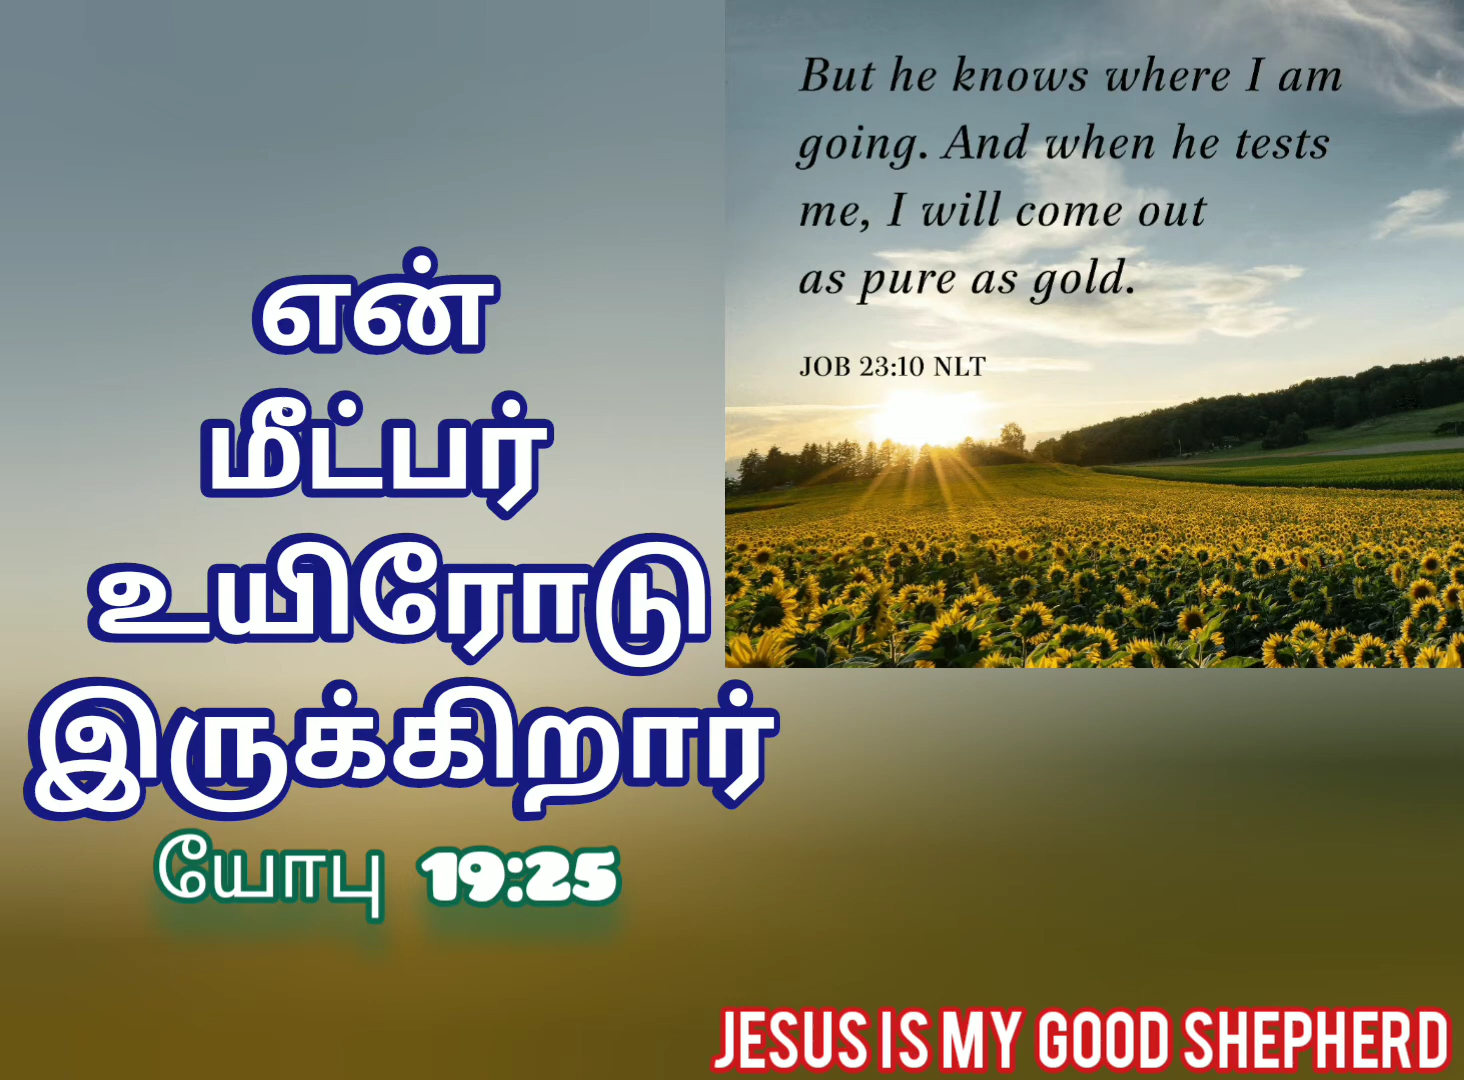 என்
மீட்பர்
உயிரோடு
இருக்கிறார்
யோபு 19:25
But he knows where I am
going. And when he tests
me, I will come out
as pure as gold.
JOB 23:10 NLT
JESUS IS MY GOOD SHEPHERD